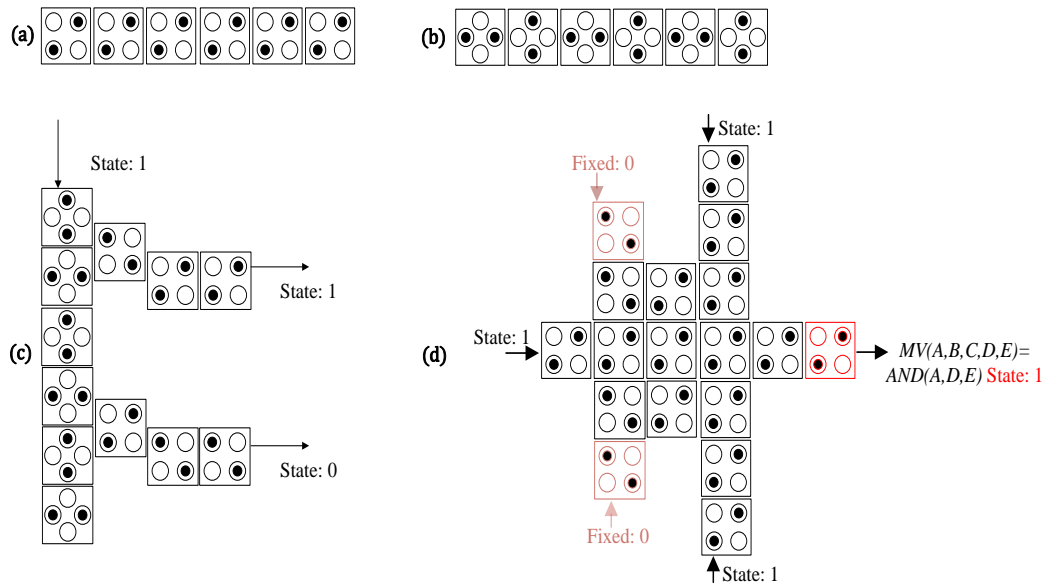 (a)
(b)
State: 1
State: 1
Fixed: 0
State: 1
State: 1
(c)
(d)
MV(A,B,C,D,E)=
AND(A,D,E) State: 1
State: 0
Fixed: 0
State: 1